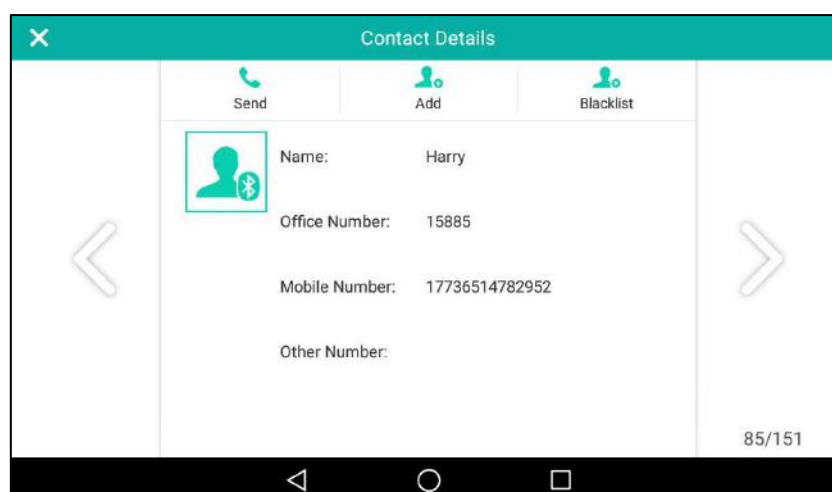 Contact Details
Send Add Blacklist
Name: Harry
Office Number: 15885
Mobile Number: 17736514782952
Other Number:
85/151